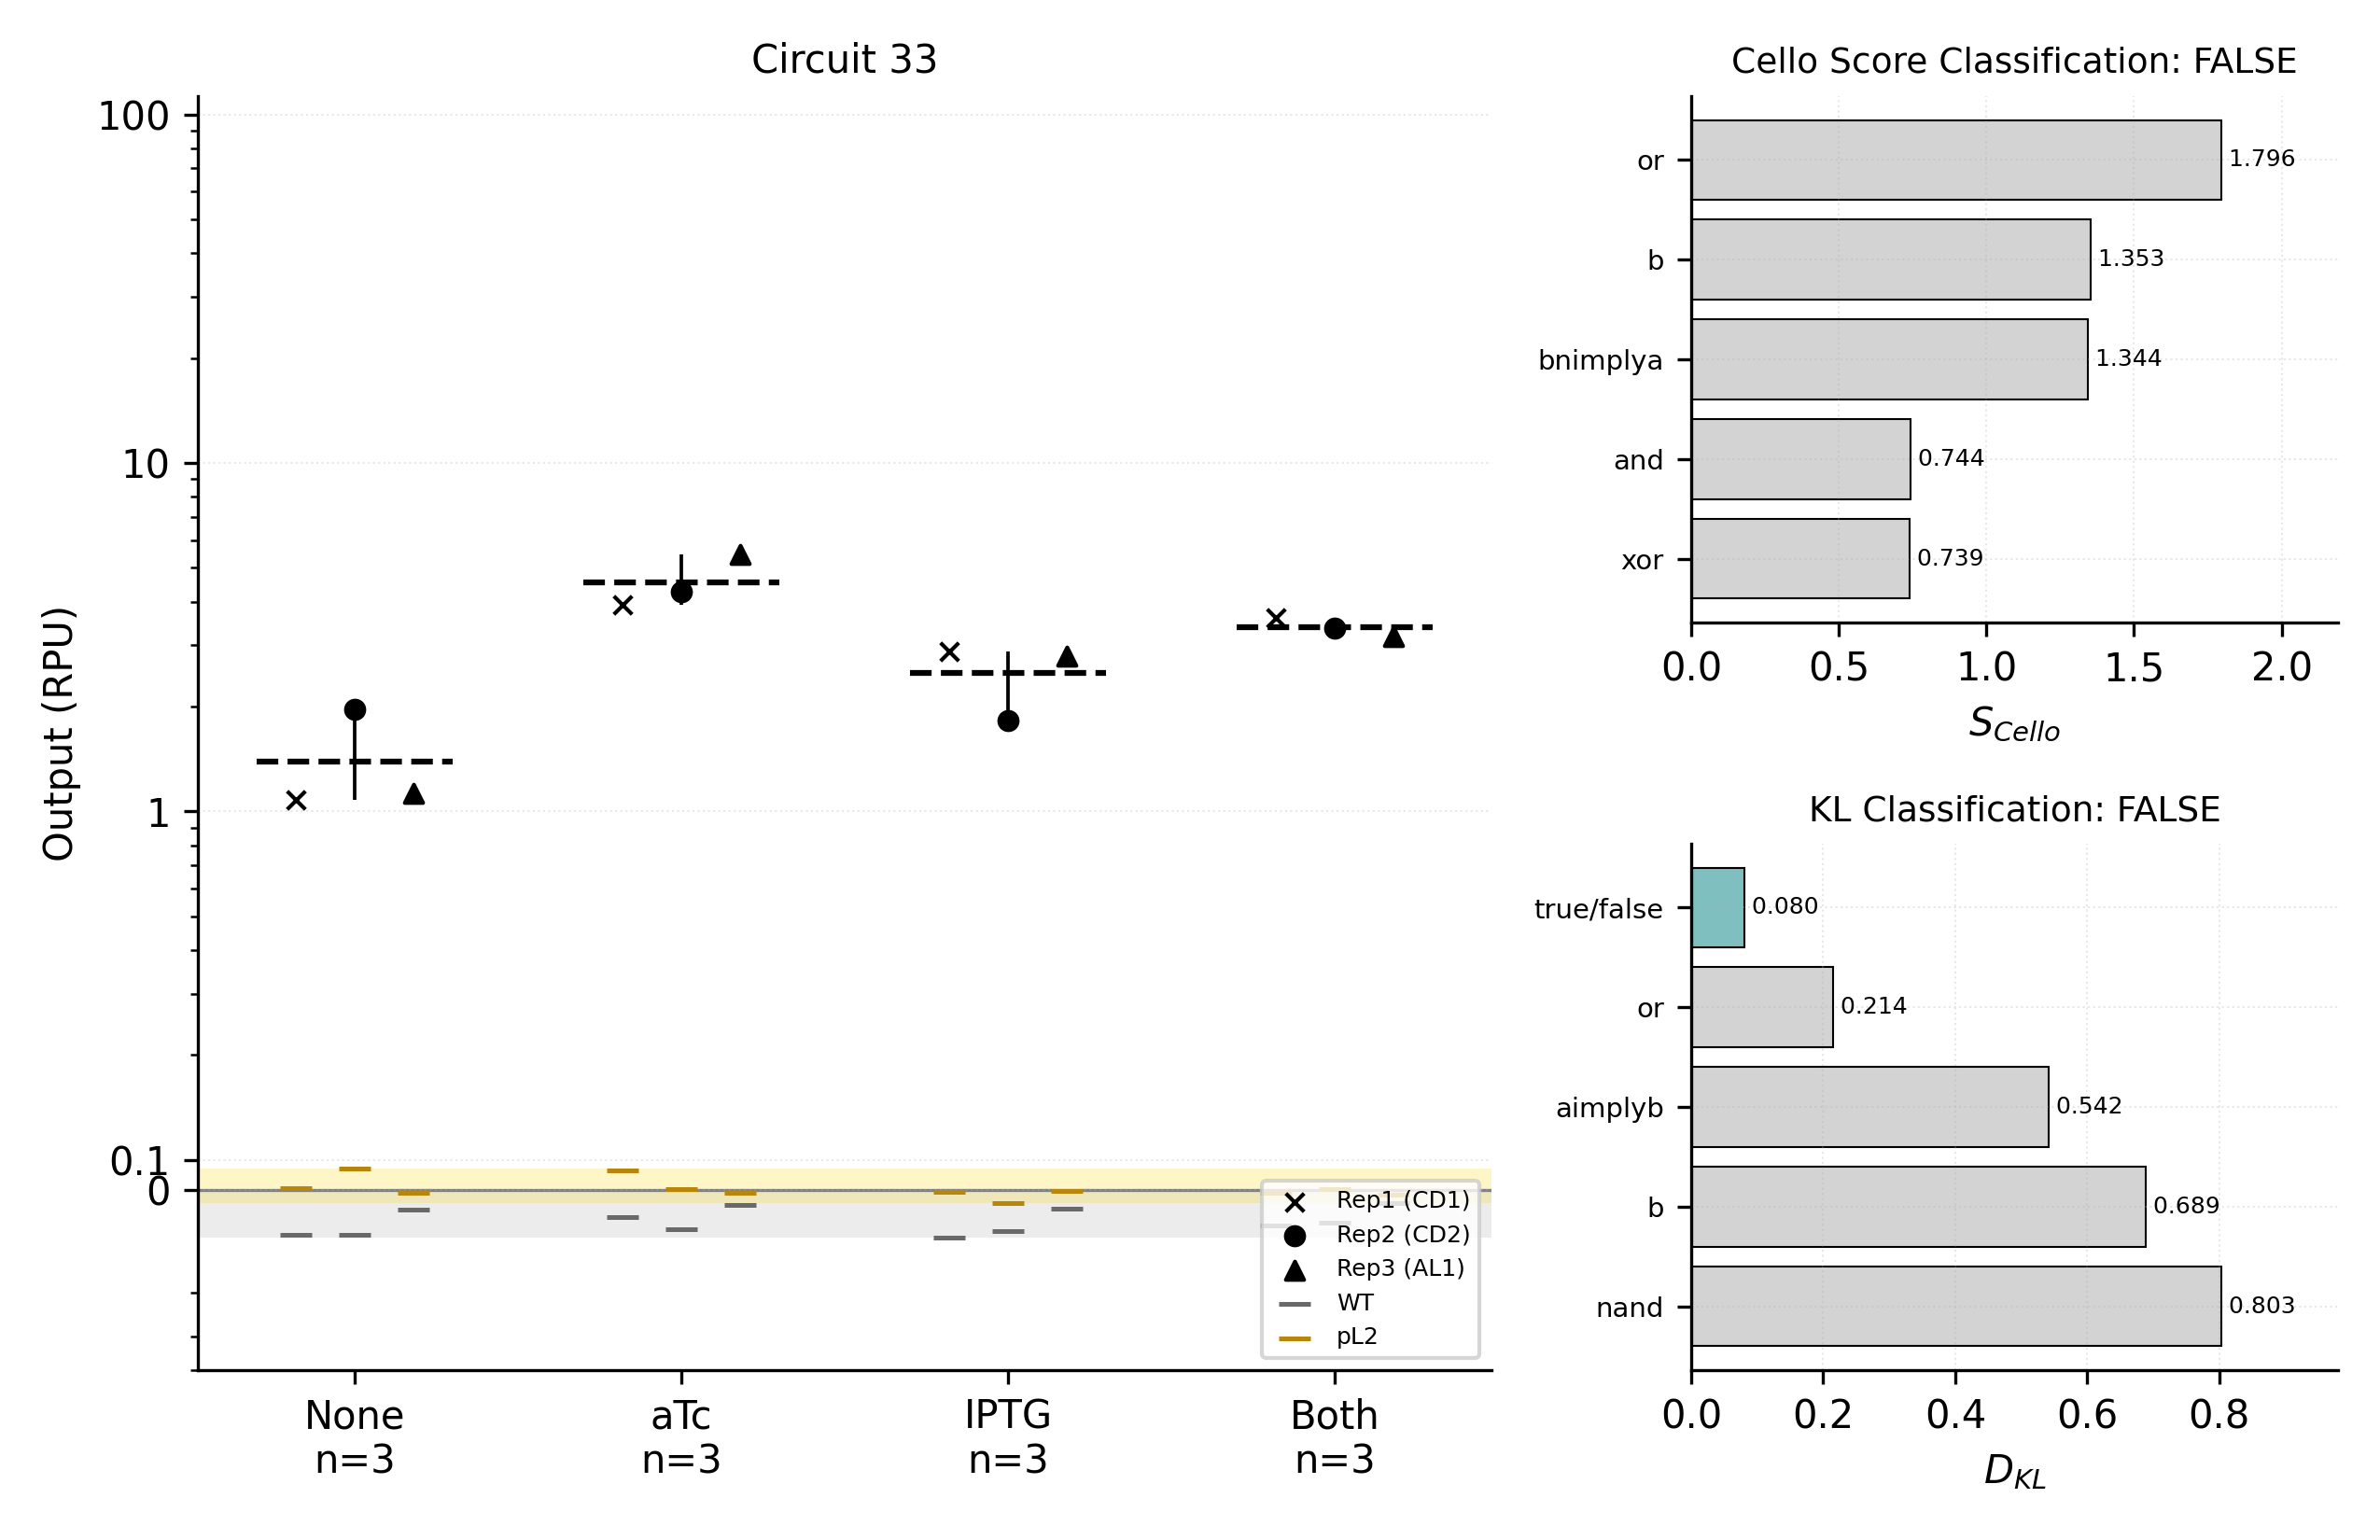 Circuit 33
Output (RPU)
100
10
1
0.1
0
None
n=3
aTc
n=3
IPTG
n=3
Both
n=3
Rep1 (CD1)
Rep2 (CD2)
Rep3 (AL1)
WT
pL2
Cello Score Classification: FALSE
or
1.796
b
1.353
bnimplya
1.344
and
0.744
xor
0.739
0.0 0.5 1.0 1.5 2.0
S_Cello
KL Classification: FALSE
true/false
0.080
or
0.214
aimplyb
0.542
b
0.689
nand
0.803
0.0 0.2 0.4 0.6 0.8
D_KL